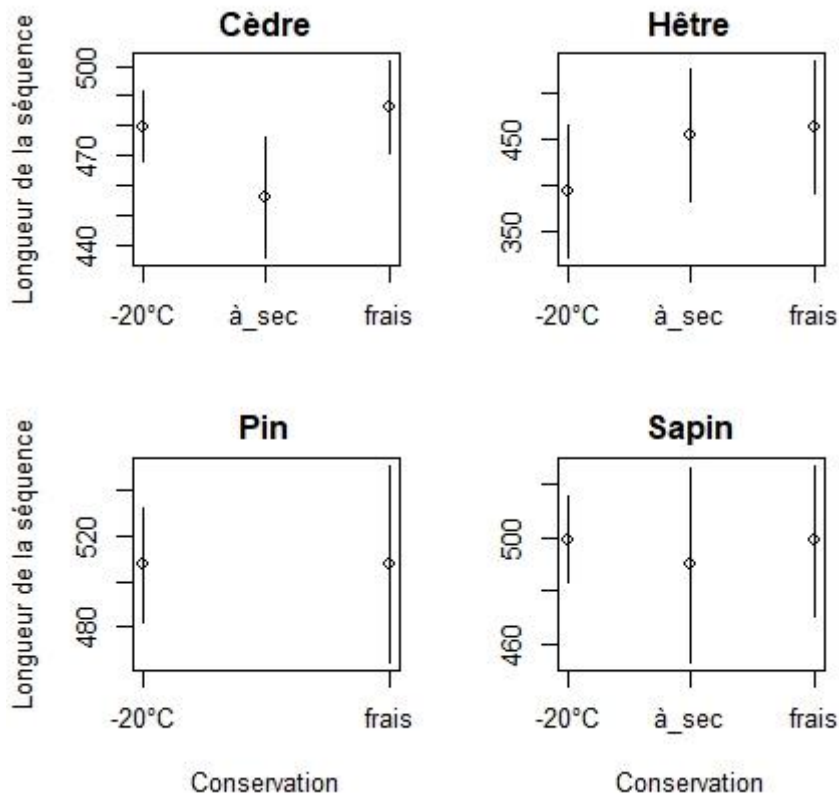 Cèdre
Longueur de la séquence
500
470
440
-20°C à_sec frais
Hêtre
450
350
-20°C à_sec frais
Pin
Longueur de la séquence
520
480
-20°C frais
Conservation
Sapin
500
460
-20°C à_sec frais
Conservation